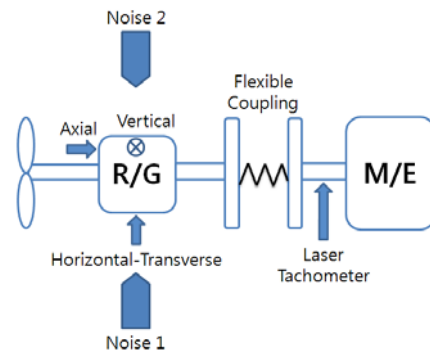 Noise 2
Flexible
Coupling
Axial
Vertical
R/G
M/E
Horizontal-Transverse
Laser
Tachometer
Noise 1